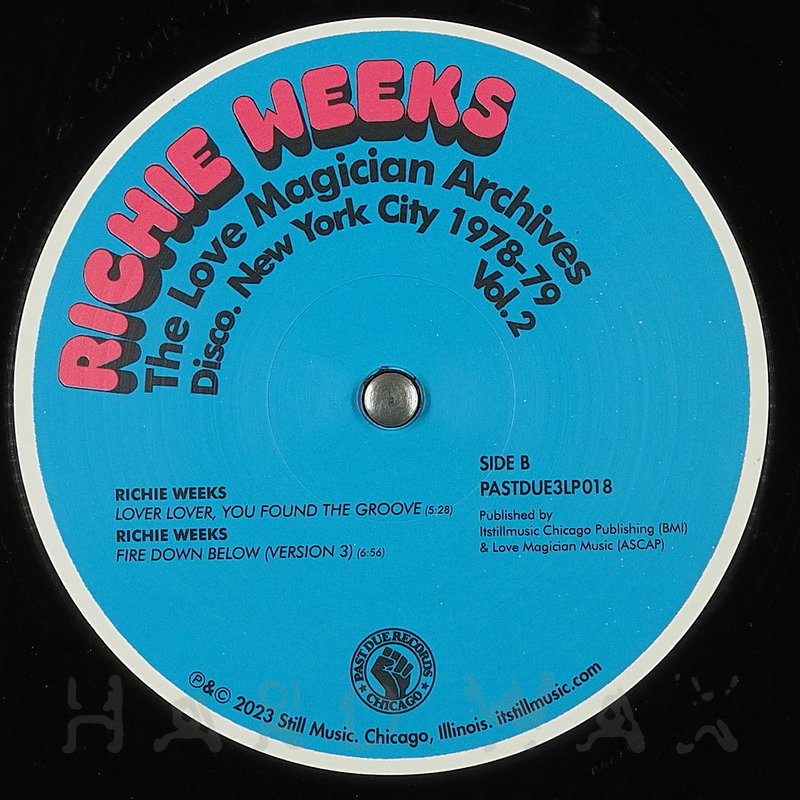 RICHIE WEEKS
The Love Magician Archives
Disco. New York City 1978-79
Vol.2
RICHIE WEEKS
LOVER LOVER, YOU FOUND THE GROOVE (5:28)
RICHIE WEEKS
FIRE DOWN BELOW (VERSION 3) (6:56)
SIDE B
PASTDUE3LP018
Published by
Itstillmusic Chicago Publishing (BMI)
& Love Magician Music (ASCAP)
PAST DUE RECORDS
★ CHICAGO ★
℗&© 2023 Still Music. Chicago, Illinois. itstillmusic.com
HARD WAX